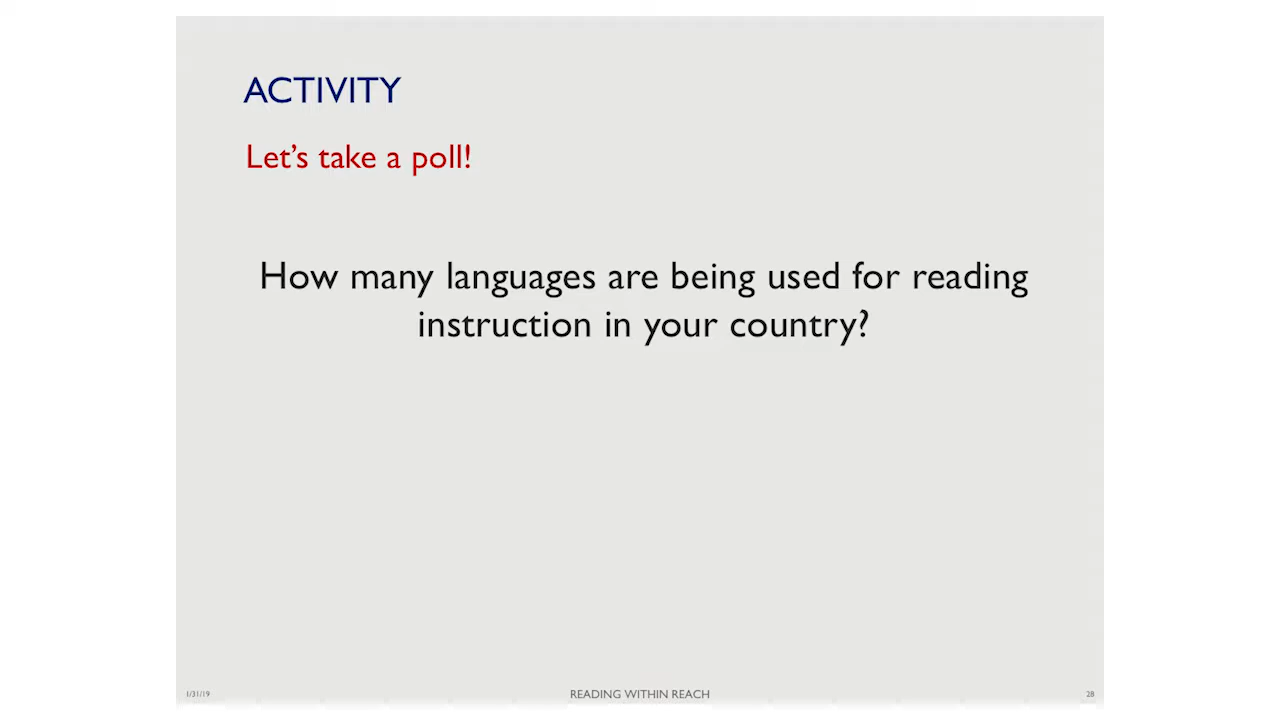 ACTIVITY
Let’s take a poll!
How many languages are being used for reading
instruction in your country?
1/31/19
READING WITHIN REACH
28